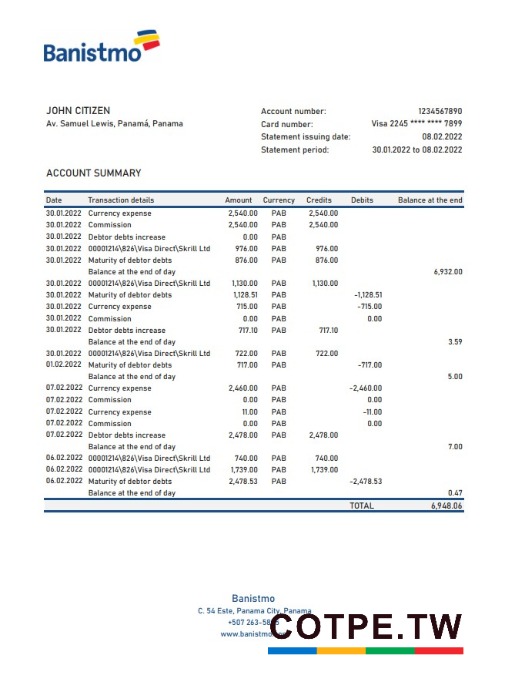 Banistmo
JOHN CITIZEN
Av. Samuel Lewis, Panamá, Panama
Account number: 1234567890
Card number: Visa 2245 **** **** 7899
Statement issuing date: 08.02.2022
Statement period: 30.01.2022 to 08.02.2022
ACCOUNT SUMMARY
Date Transaction details Amount Currency Credits Debits Balance at the end
30.01.2022 Currency expense 2,540.00 PAB 2,540.00
30.01.2022 Commission 2,540.00 PAB 2,540.00
30.01.2022 Debtor debts increase 0.00 PAB 0.00
30.01.2022 00001214\826\Visa Direct\Skrill Ltd 976.00 PAB 976.00
30.01.2022 Maturity of debtor debts 876.00 PAB 876.00
Balance at the end of day 6,932.00
30.01.2022 00001214\826\Visa Direct\Skrill Ltd 1,130.00 PAB 1,130.00
30.01.2022 Maturity of debtor debts 1,128.51 PAB -1,128.51
30.01.2022 Currency expense 715.00 PAB -715.00
30.01.2022 Commission 0.00 PAB 0.00
30.01.2022 Debtor debts increase 717.10 PAB 717.10
Balance at the end of day 3.59
30.01.2022 00001214\826\Visa Direct\Skrill Ltd 722.00 PAB 722.00
01.02.2022 Maturity of debtor debts 717.00 PAB -717.00
Balance at the end of day 5.00
07.02.2022 Currency expense 2,460.00 PAB -2,460.00
07.02.2022 Commission 0.00 PAB 0.00
07.02.2022 Currency expense 11.00 PAB -11.00
07.02.2022 Commission 0.00 PAB 0.00
07.02.2022 Debtor debts increase 2,478.00 PAB 2,478.00
Balance at the end of day 7.00
06.02.2022 00001214\826\Visa Direct\Skrill Ltd 740.00 PAB 740.00
06.02.2022 00001214\826\Visa Direct\Skrill Ltd 1,739.00 PAB 1,739.00
06.02.2022 Maturity of debtor debts 2,478.53 PAB -2,478.53
Balance at the end of day 0.47
TOTAL 6,948.06
Banistmo
C. 54 Este, Panama City, Panama
+507
COTPE.TW